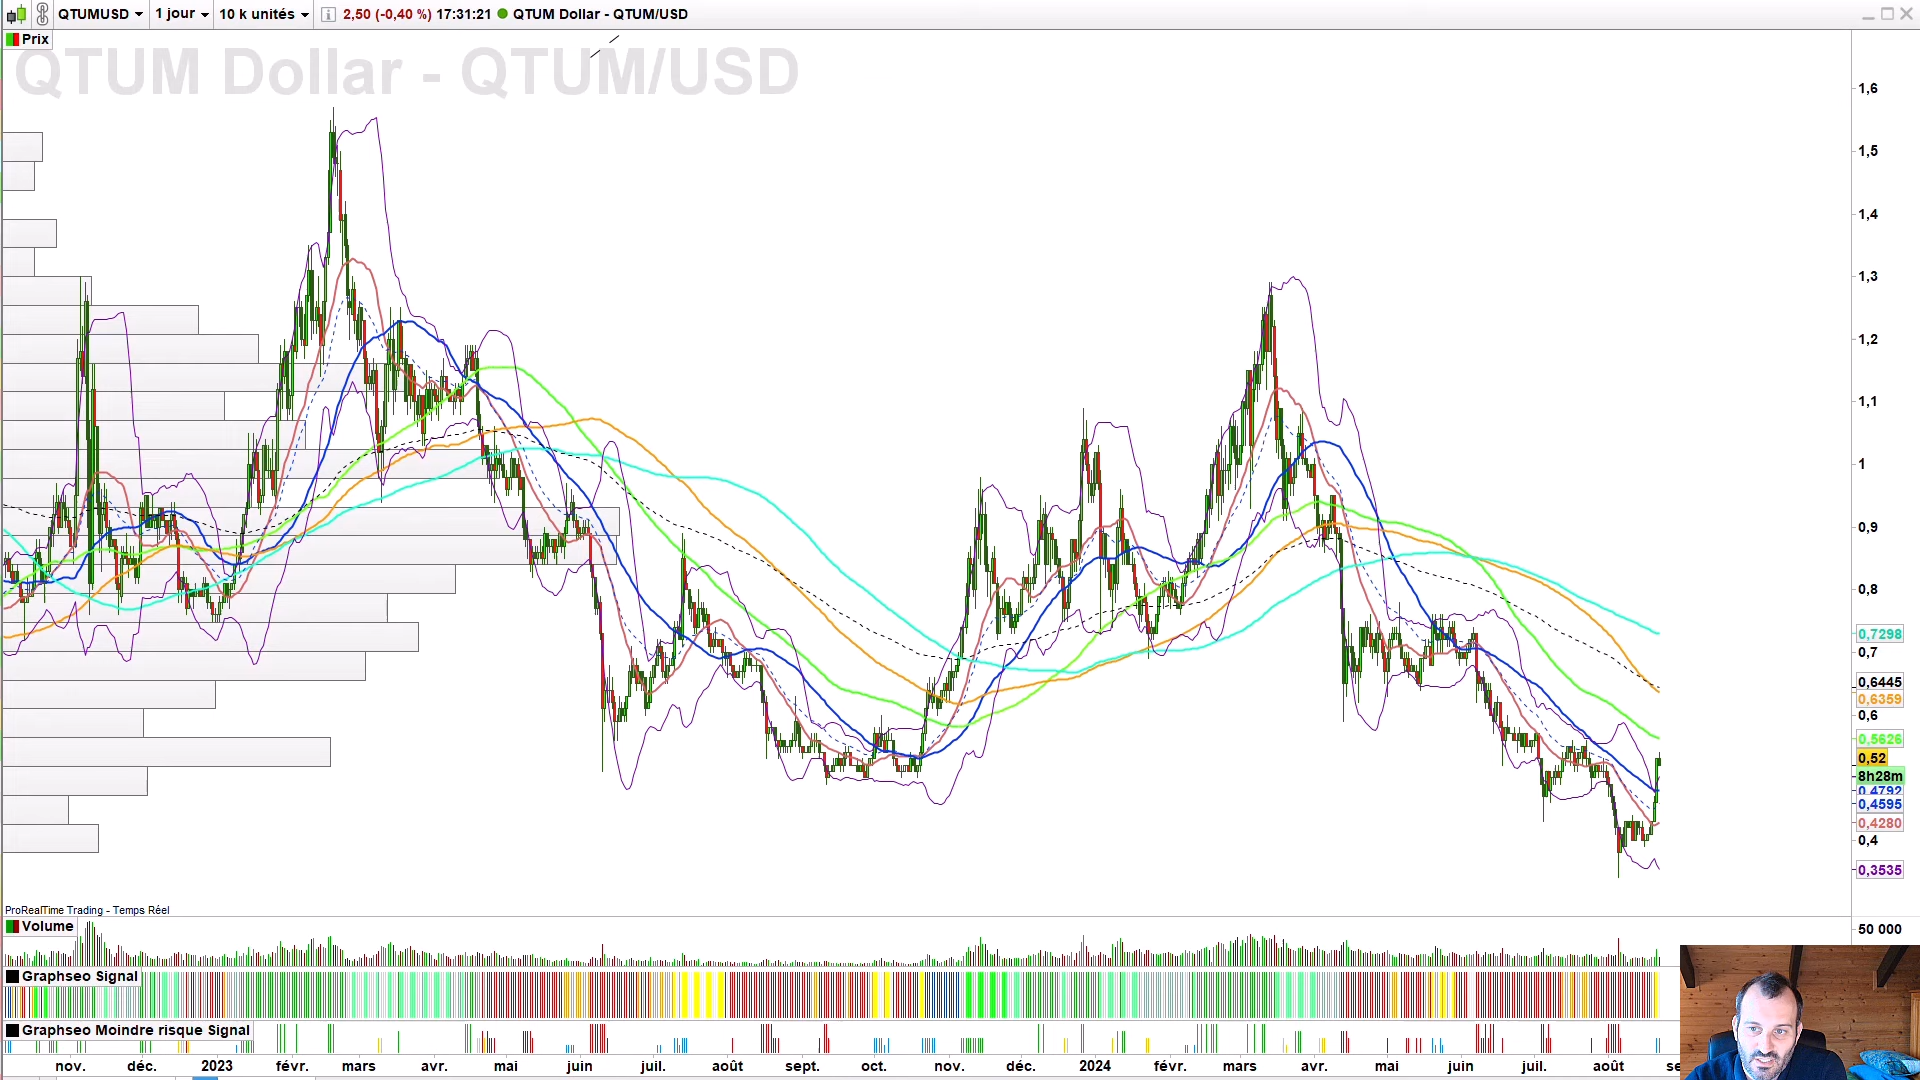 QTUMUSD 1 jour 10 k unités 2,50 (-0,40 %) 17:31:21 QTUM Dollar - QTUM/USD
Prix
QTUM Dollar - QTUM/USD
1,6
1,5
1,4
1,3
1,2
1,1
1
0,9
0,8
0,7298
0,7
0,6445
0,6359
0,6
0,5626
0,52
8h28m
0,4792
0,4595
0,4280
0,4
0,3535
ProRealTime Trading - Temps Réel
Volume
50 000
Graphseo Signal
Graphseo Moindre risque Signal
nov. déc. 2023 févr. mars avr. mai juin juil. août sept. oct. nov. déc. 2024 févr. mars avr. mai juin juil. août se